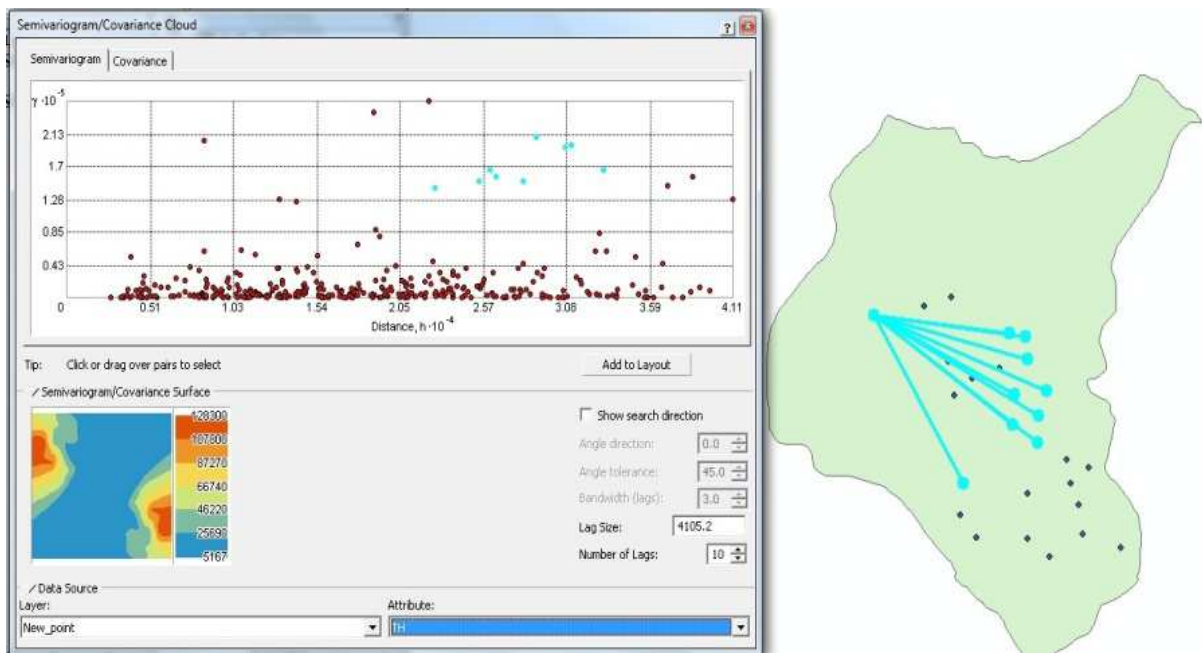 Semivariogram/Covariance Cloud
?
Semivariogram
Covariance
γ·10⁻⁵
2.13
1.7
1.28
0.85
0.43
0 0.51 1.03 1.54 2.05 2.57 3.08 3.59 4.11
Distance, h·10⁻⁴
Tip: Click or drag over pairs to select
Add to Layout
Semivariogram/Covariance Surface
128300
107800
87270
66740
46220
25690
5167
Show search direction
Angle direction: 0.0
Angle tolerance: 45.0
Bandwidth (lags): 3.0
Lag Size: 4105.2
Number of Lags: 10
Data Source
Layer: Attribute:
New_point TH